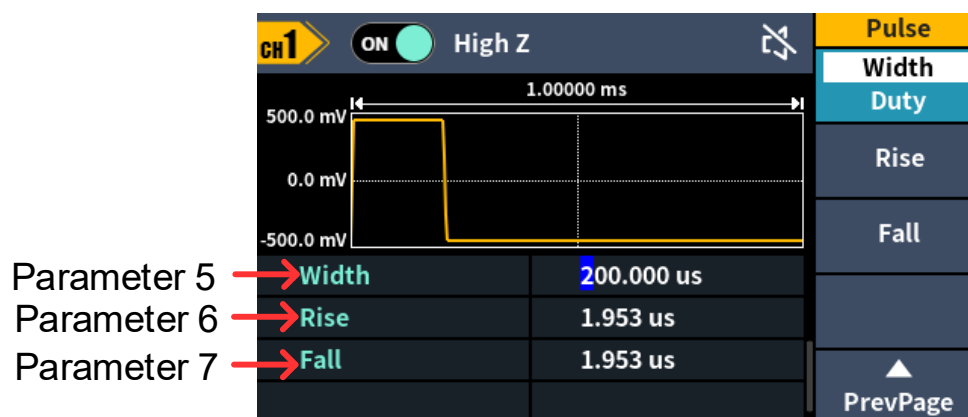 CH1 ON High Z Pulse
Width
Duty
1.00000 ms
500.0 mV
Rise
0.0 mV
Fall
-500.0 mV
Parameter 5 Width 200.000 us
Parameter 6 Rise 1.953 us
Parameter 7 Fall 1.953 us
PrevPage